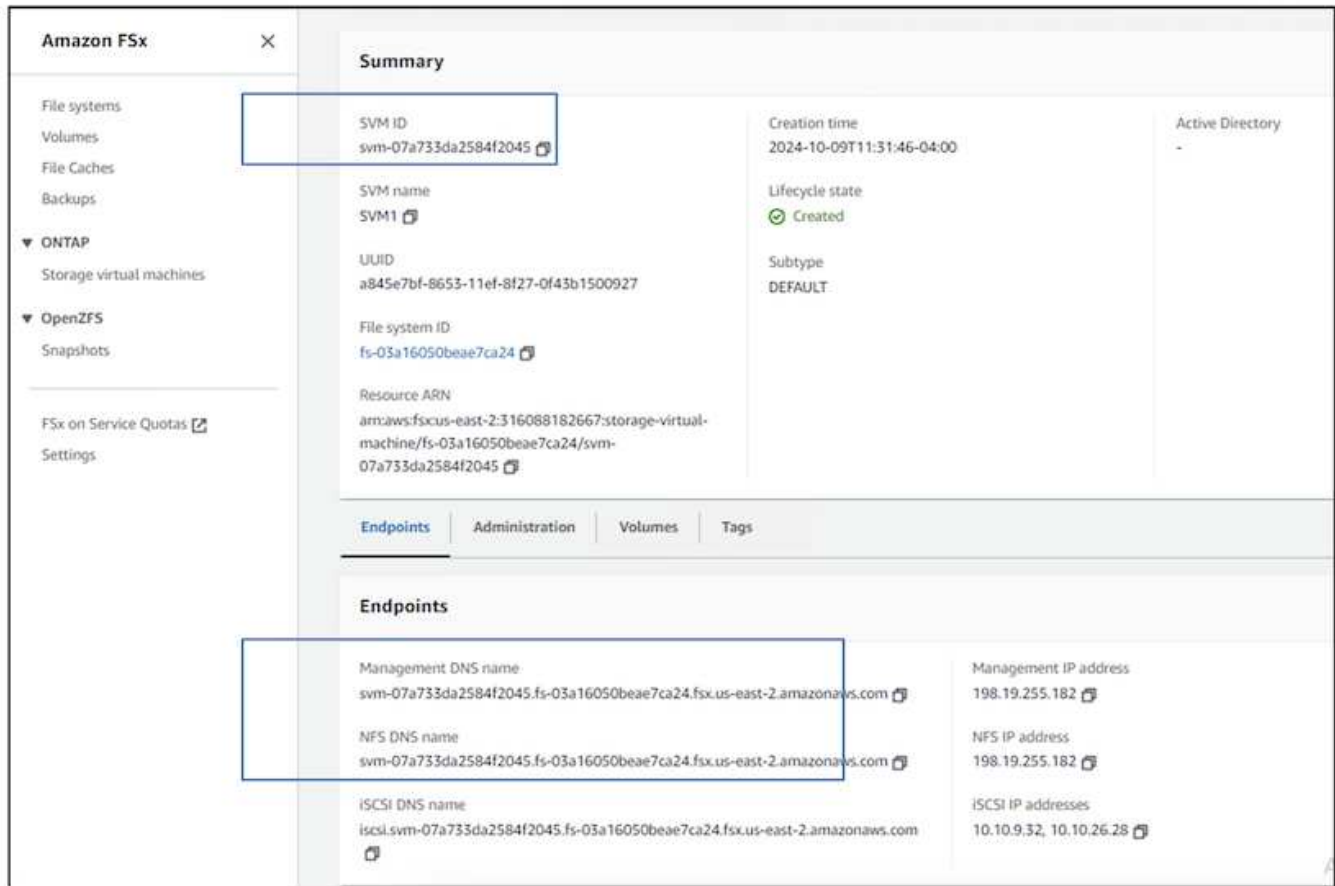 Amazon FSx
File systems
Volumes
File Caches
Backups
ONTAP
Storage virtual machines
OpenZFS
Snapshots
FSx on Service Quotas
Settings
Summary
SVM ID
svm-07a733da2584f2045
SVM name
SVM1
UUID
a845e7bf-8653-11ef-8f27-0f43b1500927
File system ID
fs-03a16050beae7ca24
Resource ARN
arn:aws:fsx:us-east-2:316088182667:storage-virtual-
machine/fs-03a16050beae7ca24/svm-
07a733da2584f2045
Creation time
2024-10-09T11:31:46-04:00
Lifecycle state
Created
Subtype
DEFAULT
Active Directory
-
Endpoints Administration Volumes Tags
Endpoints
Management DNS name
svm-07a733da2584f2045.fs-03a16050beae7ca24.fsx.us-east-2.amazonaws.com
NFS DNS name
svm-07a733da2584f2045.fs-03a16050beae7ca24.fsx.us-east-2.amazonaws.com
iSCSI DNS name
iscsi.svm-07a733da2584f2045.fs-03a16050beae7ca24.fsx.us-east-2.amazonaws.com
Management IP address
198.19.255.182
NFS IP address
198.19.255.182
iSCSI IP addresses
10.10.9.32, 10.10.26.28